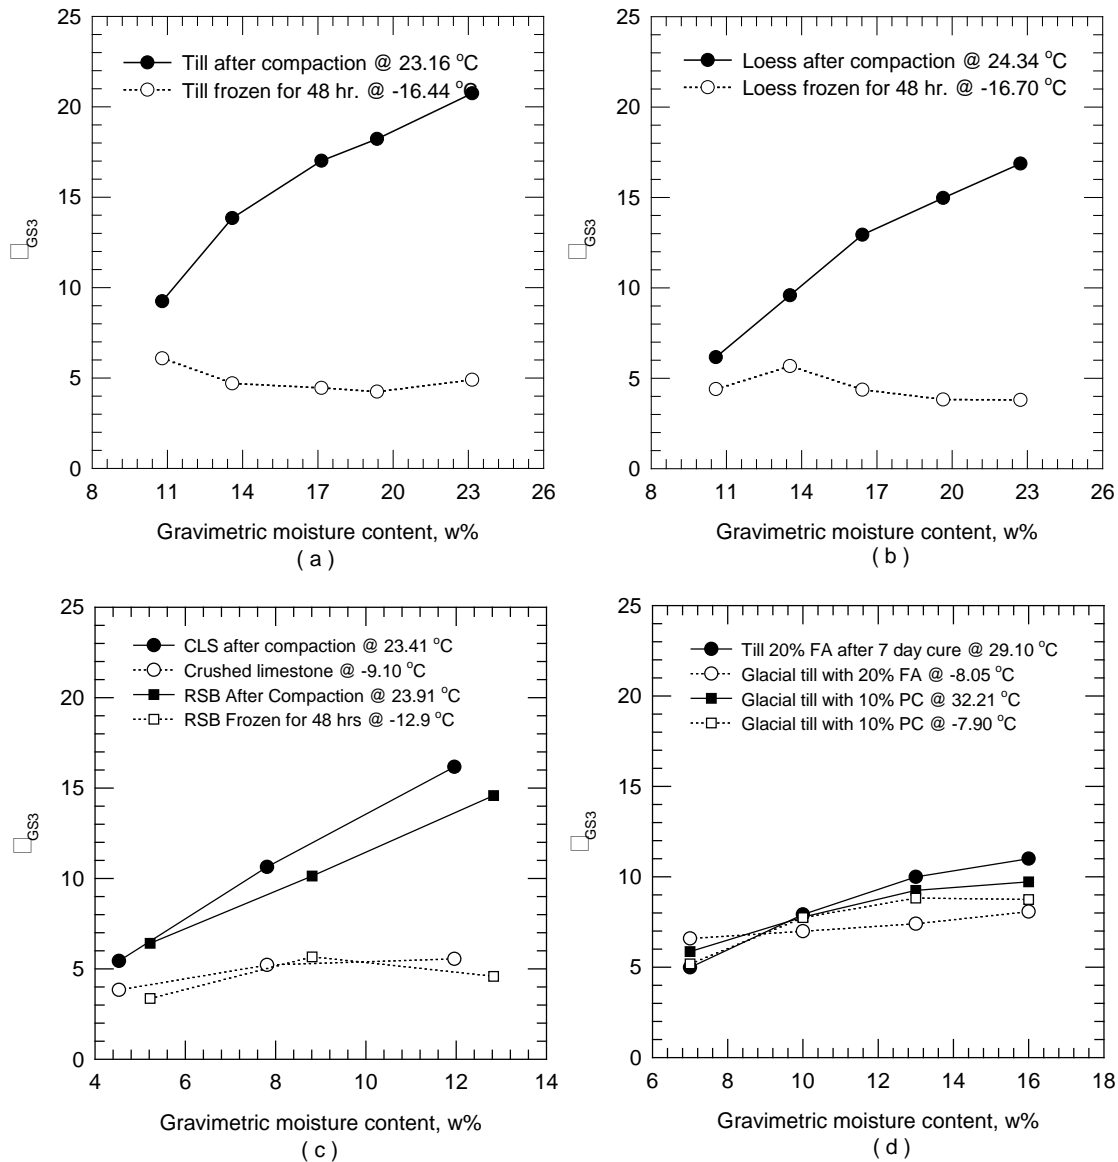 25
20
15
10
5
0
Till after compaction @ 23.16 °C
Till frozen for 48 hr. @ -16.44 °C
□GS3
8 11 14 17 20 23 26
Gravimetric moisture content, w%
( a )
25
20
15
10
5
0
Loess after compaction @ 24.34 °C
Loess frozen for 48 hr. @ -16.70 °C
□GS3
8 11 14 17 20 23 26
Gravimetric moisture content, w%
( b )
25
20
15
10
5
0
CLS after compaction @ 23.41 °C
Crushed limestone @ -9.10 °C
RSB After Compaction @ 23.91 °C
RSB Frozen for 48 hrs @ -12.9 °C
□GS3
4 6 8 10 12 14
Gravimetric moisture content, w%
( c )
25
20
15
10
5
0
Till 20% FA after 7 day cure @ 29.10 °C
Glacial till with 20% FA @ -8.05 °C
Glacial till with 10% PC @ 32.21 °C
Glacial till with 10% PC @ -7.90 °C
□GS3
6 8 10 12 14 16 18
Gravimetric moisture content, w%
( d )